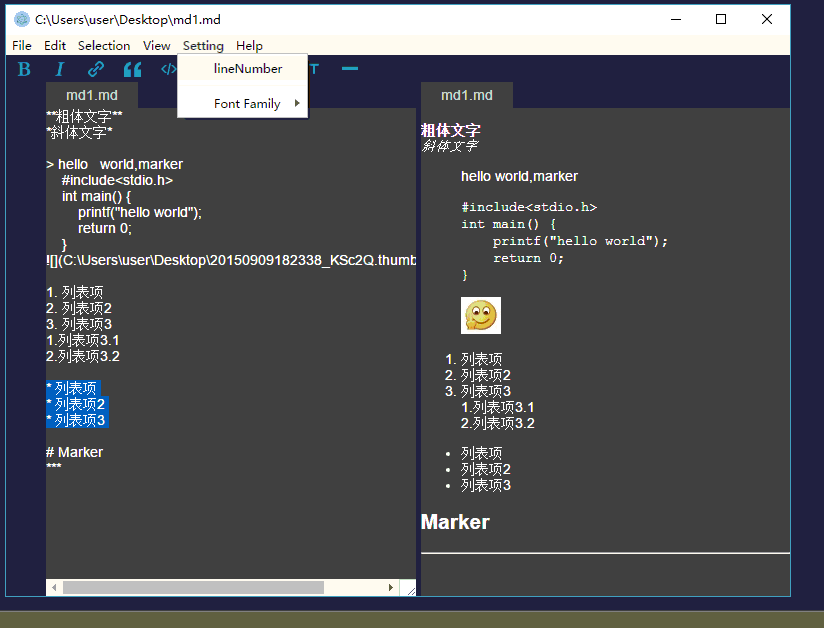 C:\Users\user\Desktop\md1.md
File Edit Selection View Setting Help
B I </> T
lineNumber
Font Family
md1.md
**粗体文字**
*斜体文字*
> hello   world,marker
    #include<stdio.h>
    int main() {
        printf("hello world");
        return 0;
    }
![](C:\Users\user\Desktop\20150909182338_KSc2Q.thumb
1. 列表项
2. 列表项2
3. 列表项3
1.列表项3.1
2.列表项3.2
* 列表项
* 列表项2
* 列表项3
# Marker
***
md1.md
粗体文字
斜体文字
hello world,marker
#include<stdio.h>
int main() {
    printf("hello world");
    return 0;
}
1. 列表项
2. 列表项2
3. 列表项3
1.列表项3.1
2.列表项3.2
• 列表项
• 列表项2
• 列表项3
Marker